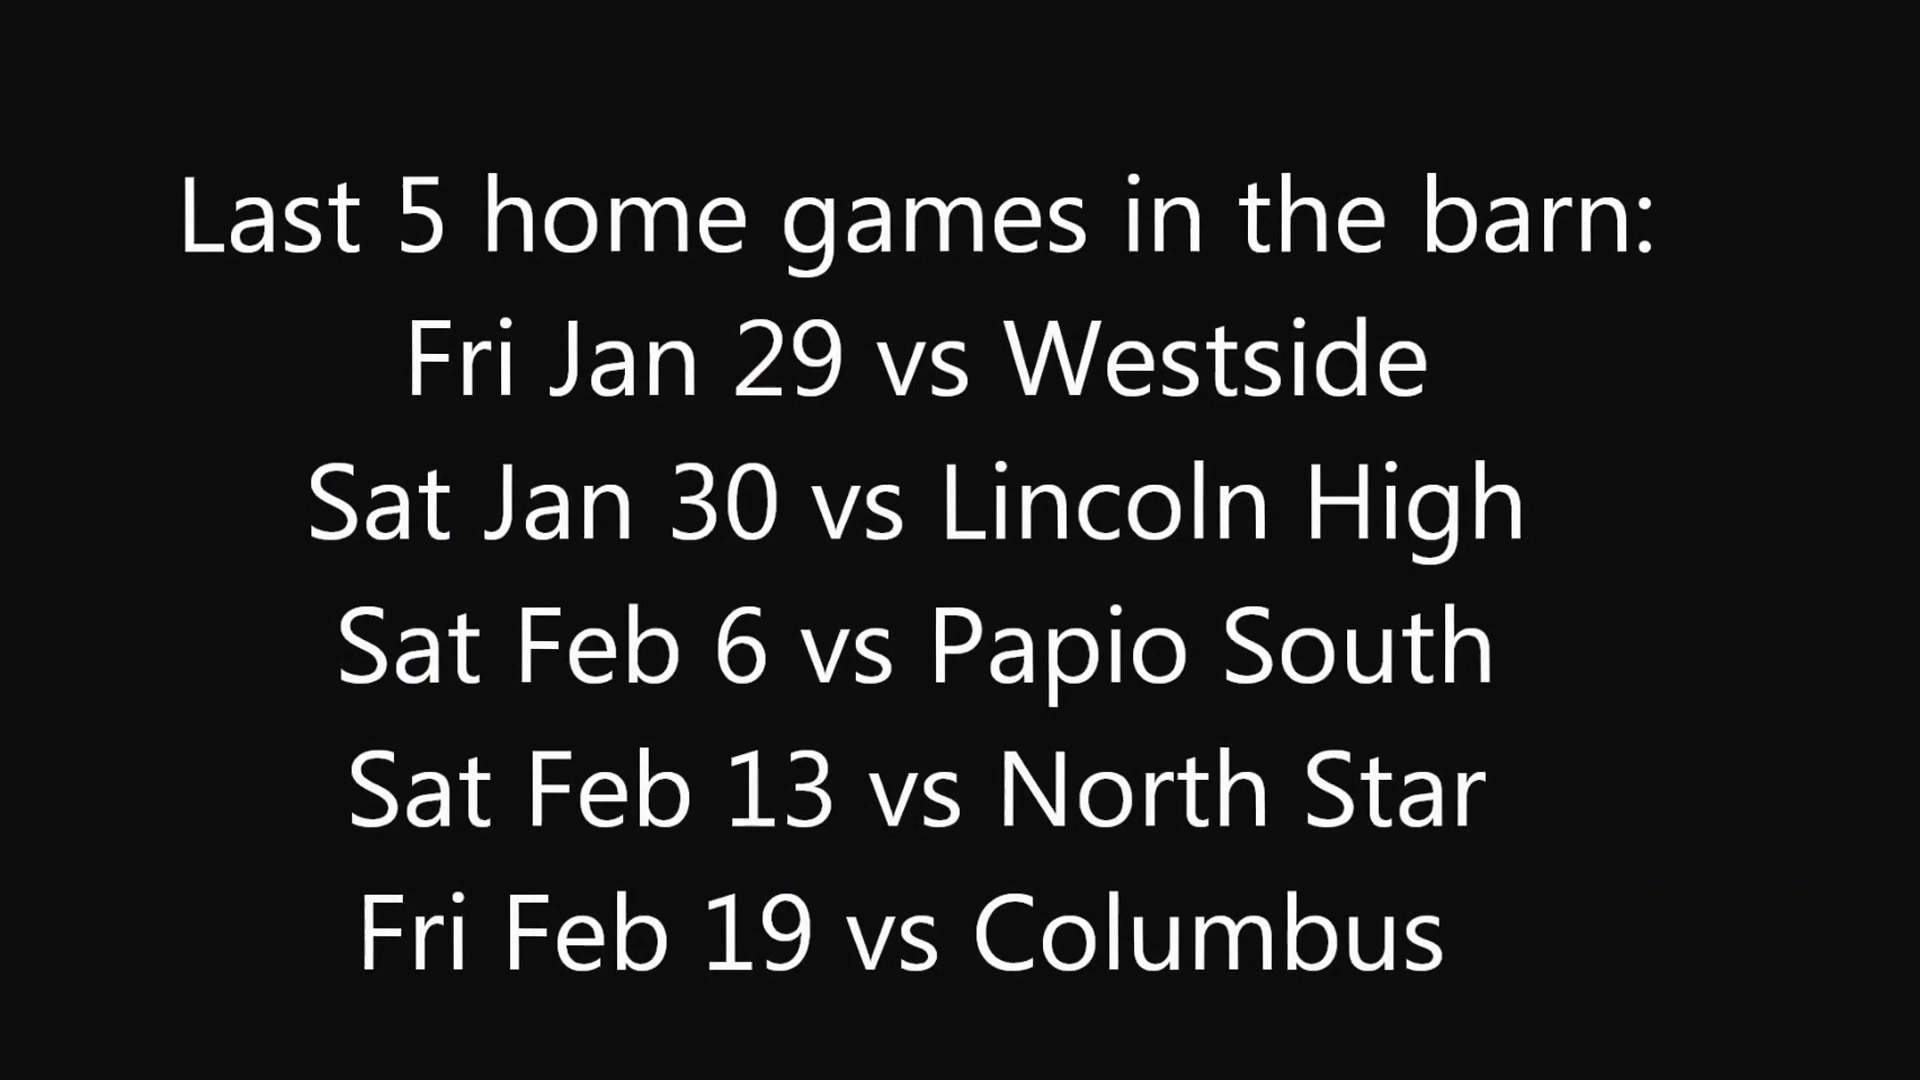 Last 5 home games in the barn:
Fri Jan 29 vs Westside
Sat Jan 30 vs Lincoln High
Sat Feb 6 vs Papio South
Sat Feb 13 vs North Star
Fri Feb 19 vs Columbus